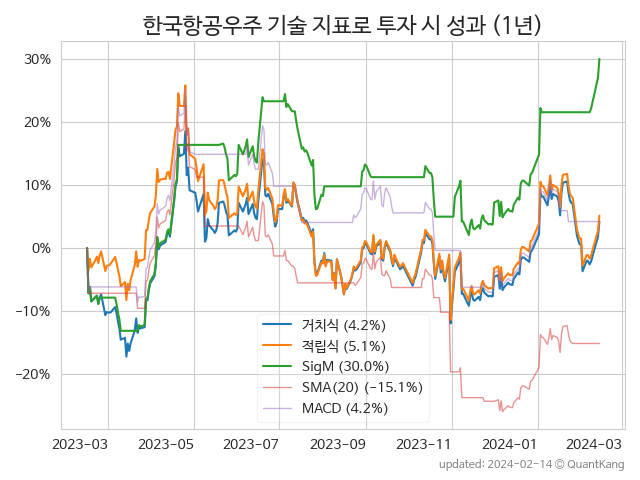 한국항공우주 기술 지표로 투자 시 성과 (1년)
30%
20%
10%
0%
−10%
−20%
거치식 (4.2%)
적립식 (5.1%)
SigM (30.0%)
SMA(20) (−15.1%)
MACD (4.2%)
2023-03 2023-05 2023-07 2023-09 2023-11 2024-01 2024-03
updated: 2024-02-14 © QuantKang